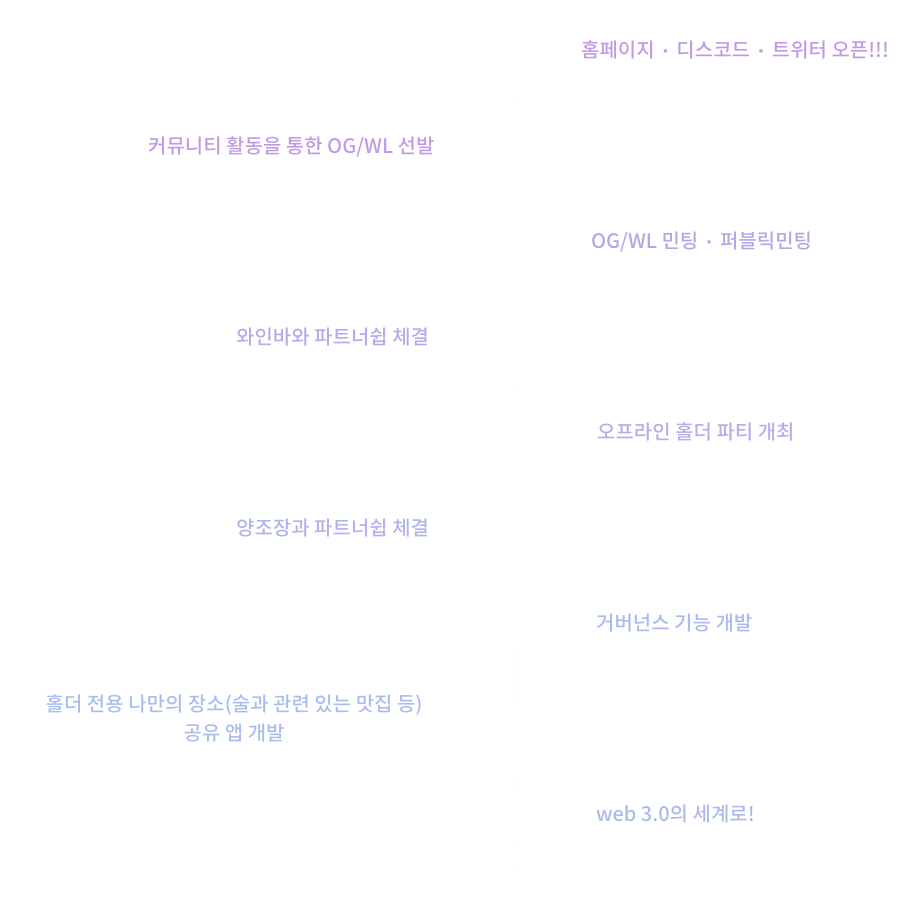 홈페이지 · 디스코드 · 트위터 오픈!!!
커뮤니티 활동을 통한 OG/WL 선발
OG/WL 민팅 · 퍼블릭민팅
와인바와 파트너쉽 체결
오프라인 홀더 파티 개최
양조장과 파트너쉽 체결
거버넌스 기능 개발
홀더 전용 나만의 장소(술과 관련 있는 맛집 등)
공유 앱 개발
web 3.0의 세계로!